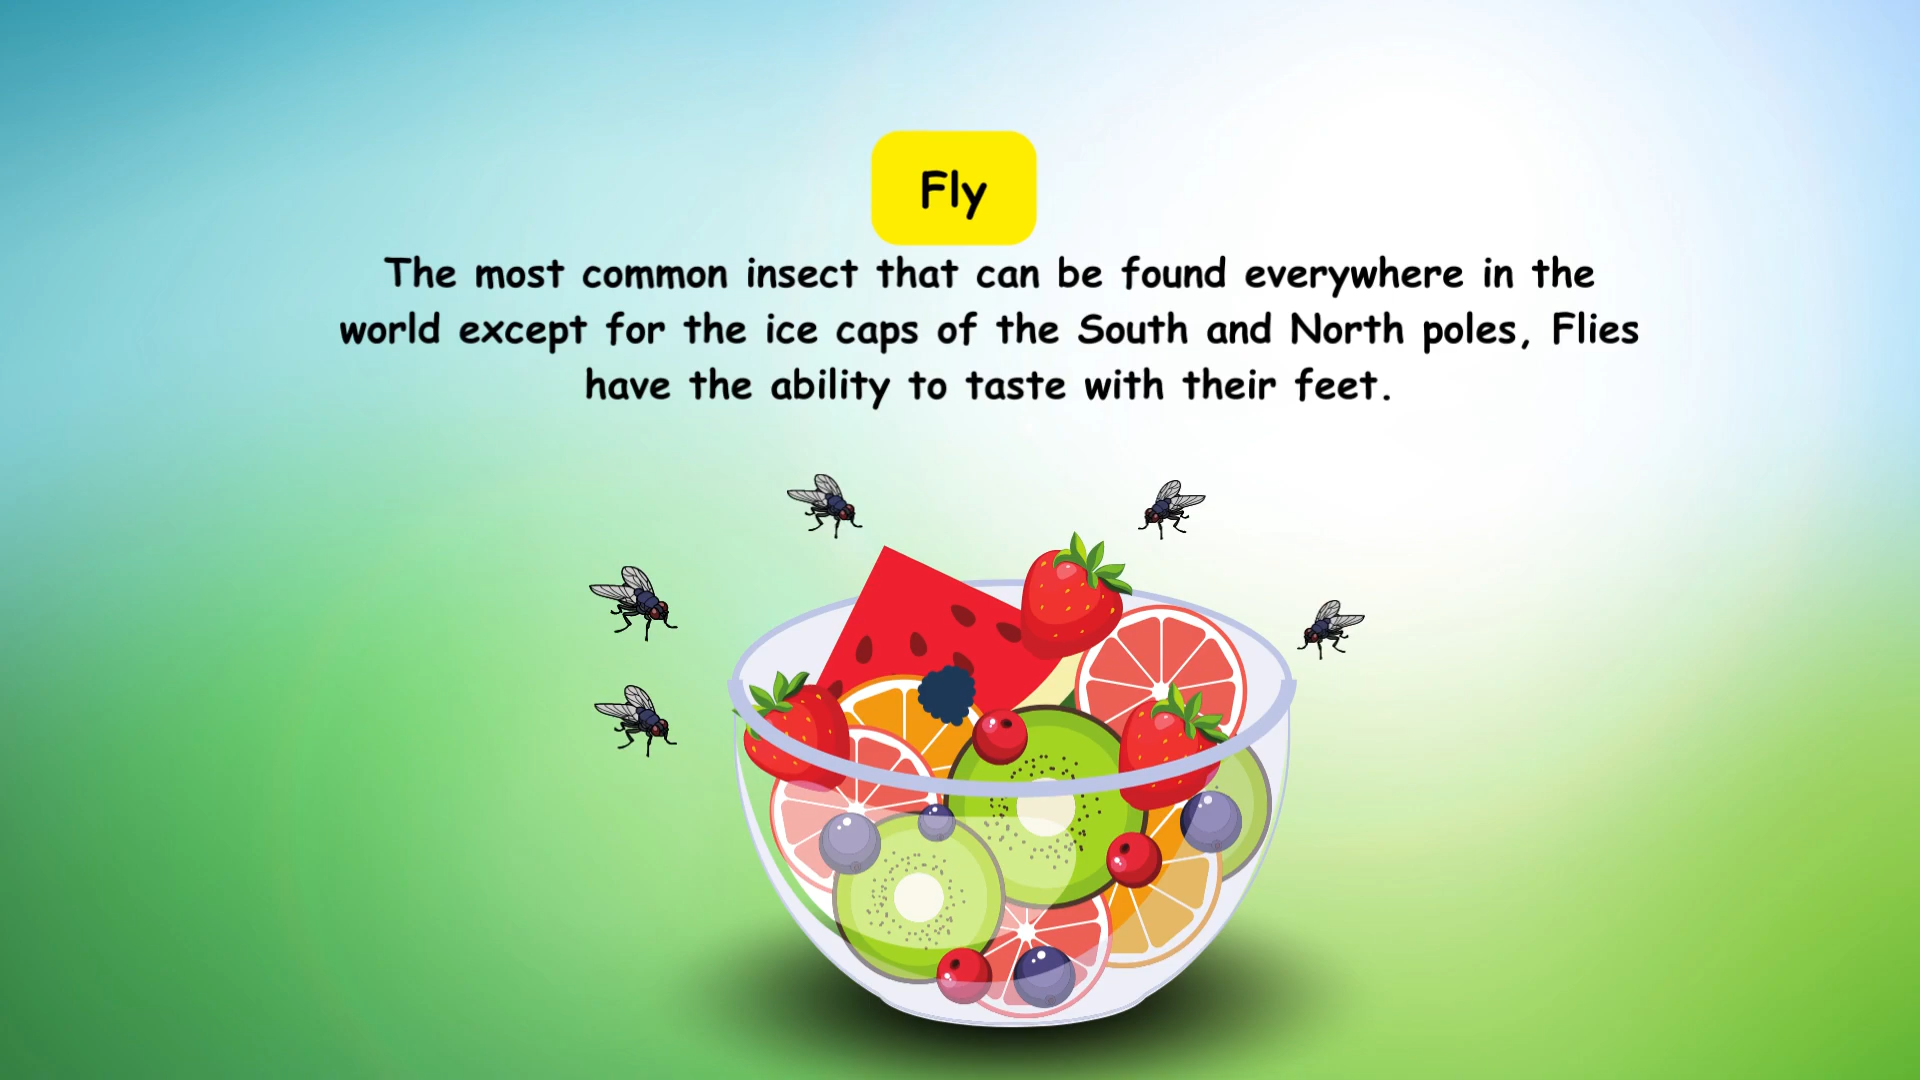 Fly
The most common insect that can be found everywhere in the
world except for the ice caps of the South and North poles, Flies
have the ability to taste with their feet.